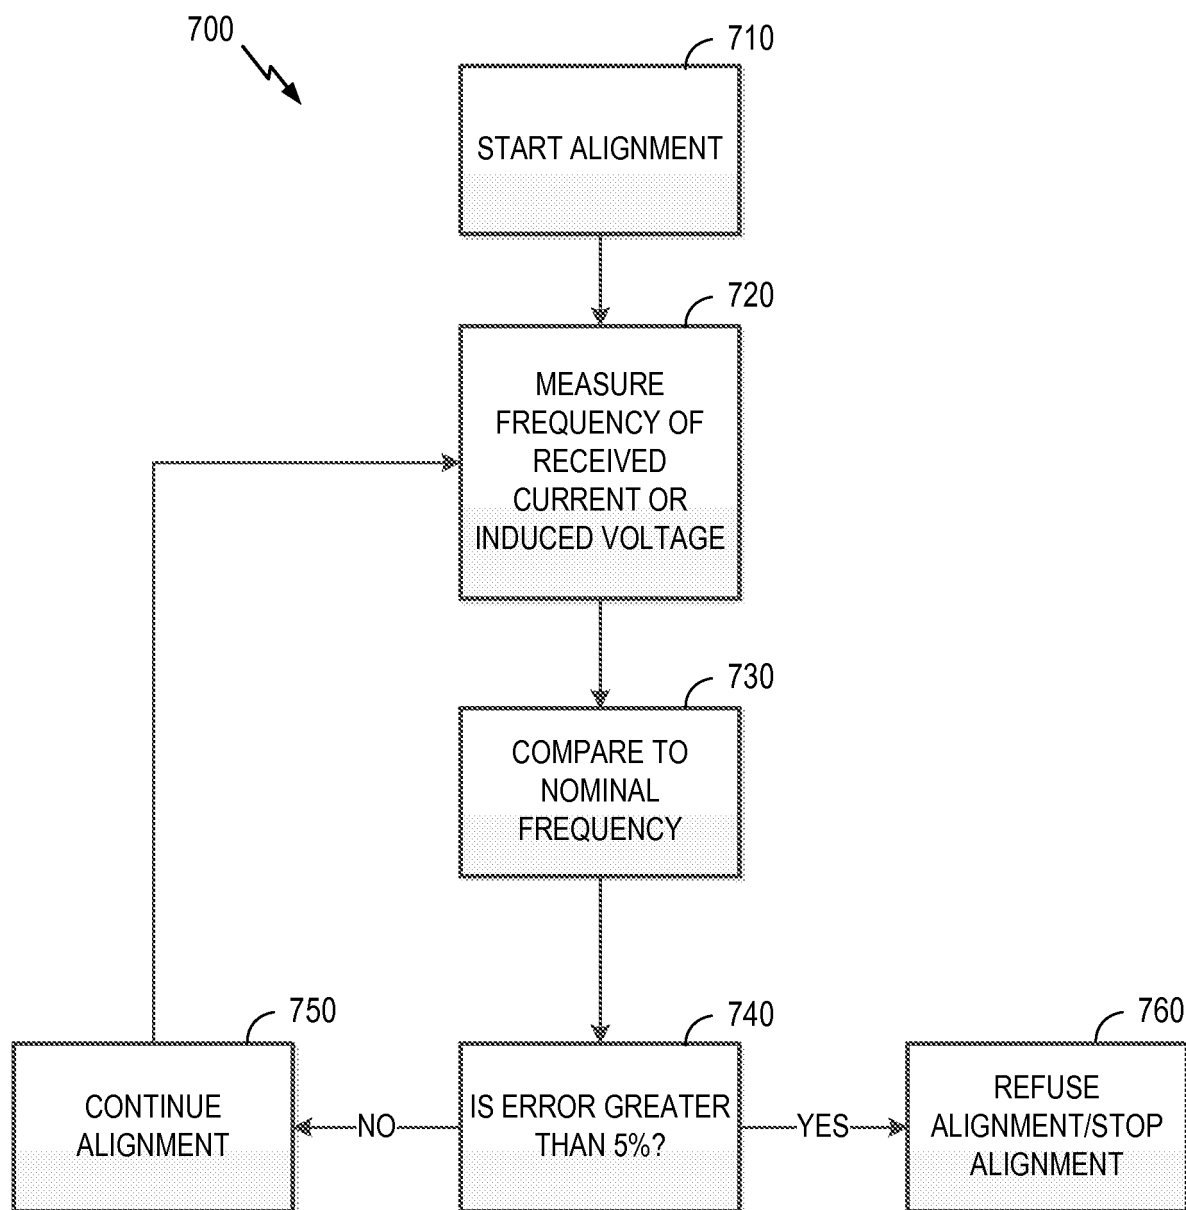 700
710
START ALIGNMENT
720
MEASURE
FREQUENCY OF
RECEIVED
CURRENT OR
INDUCED VOLTAGE
730
COMPARE TO
NOMINAL
FREQUENCY
750
CONTINUE
ALIGNMENT
NO
740
IS ERROR GREATER
THAN 5%?
YES
760
REFUSE
ALIGNMENT/STOP
ALIGNMENT